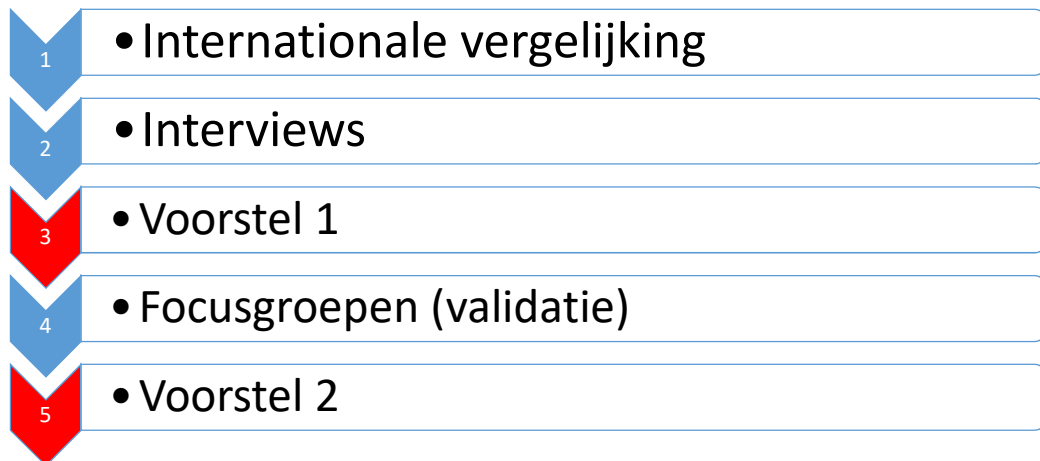 1
•Internationale vergelijking
2
•Interviews
3
•Voorstel 1
4
•Focusgroepen (validatie)
5
•Voorstel 2